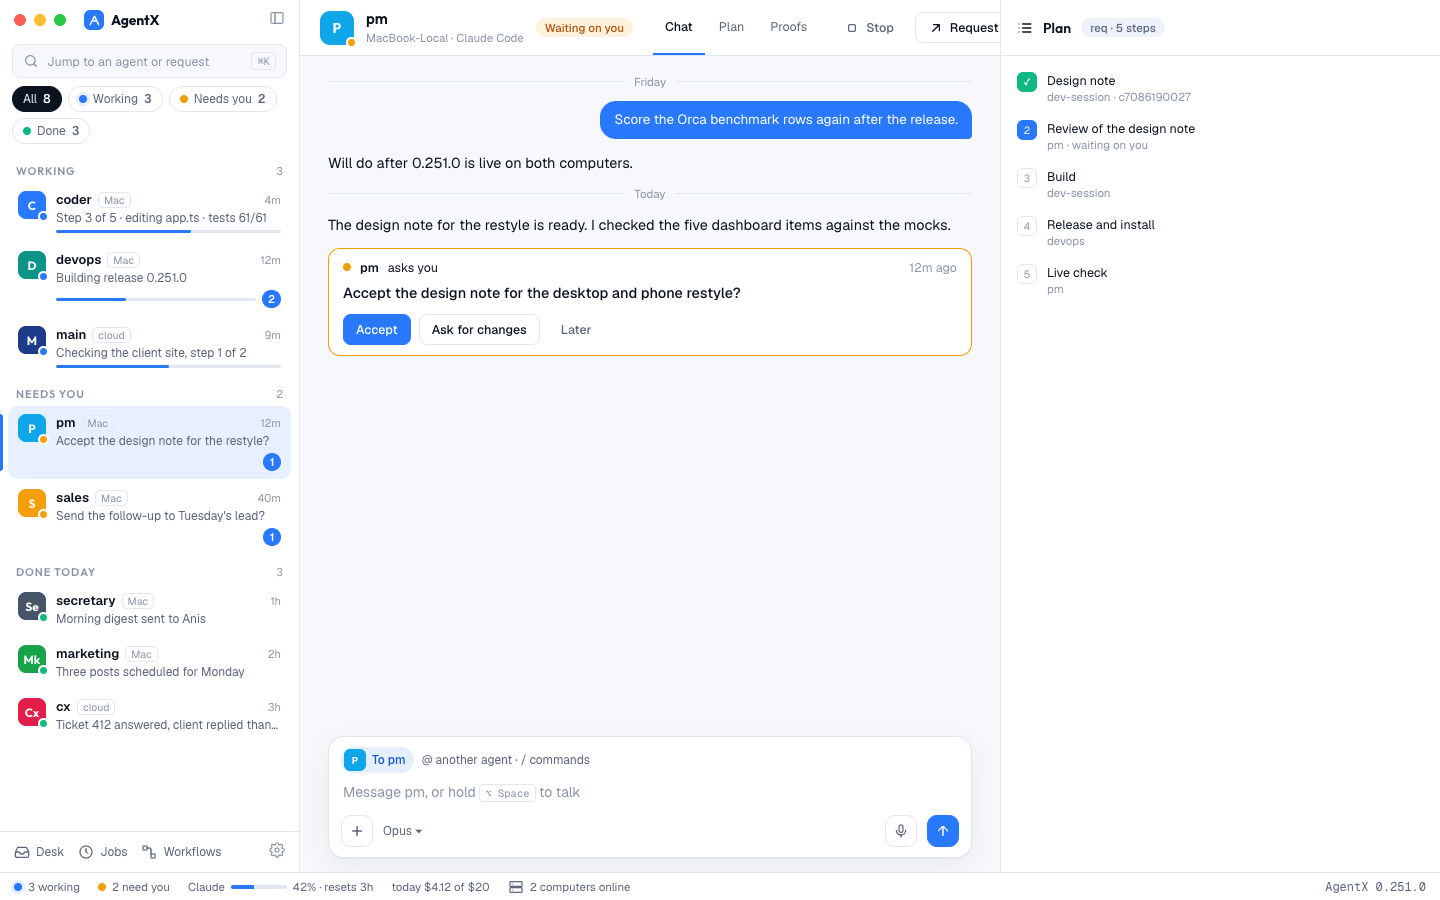 AgentX
Jump to an agent or request ⌘K
All 8
Working 3
Needs you 2
Done 3
WORKING 3
C
coder Mac 4m
Step 3 of 5 · editing app.ts · tests 61/61
D
devops Mac 12m
Building release 0.251.0
2
M
main cloud 9m
Checking the client site, step 1 of 2
NEEDS YOU 2
P
pm Mac 12m
Accept the design note for the restyle?
1
S
sales Mac 40m
Send the follow-up to Tuesday's lead?
1
DONE TODAY 3
Se
secretary Mac 1h
Morning digest sent to Anis
Mk
marketing Mac 2h
Three posts scheduled for Monday
Cx
cx cloud 3h
Ticket 412 answered, client replied than…
Desk Jobs Workflows
P
pm
MacBook-Local · Claude Code
Waiting on you
Chat Plan Proofs
Stop
Request
Friday
Score the Orca benchmark rows again after the release.
Will do after 0.251.0 is live on both computers.
Today
The design note for the restyle is ready. I checked the five dashboard items against the mocks.
pm asks you 12m ago
Accept the design note for the desktop and phone restyle?
Accept Ask for changes Later
P To pm @ another agent · / commands
Message pm, or hold ⌥ Space to talk
Opus
Plan req · 5 steps
✓ Design note
dev-session · c7086190027
2 Review of the design note
pm · waiting on you
3 Build
dev-session
4 Release and install
devops
5 Live check
pm
3 working 2 need you Claude 42% · resets 3h today $4.12 of $20 2 computers online AgentX 0.251.0